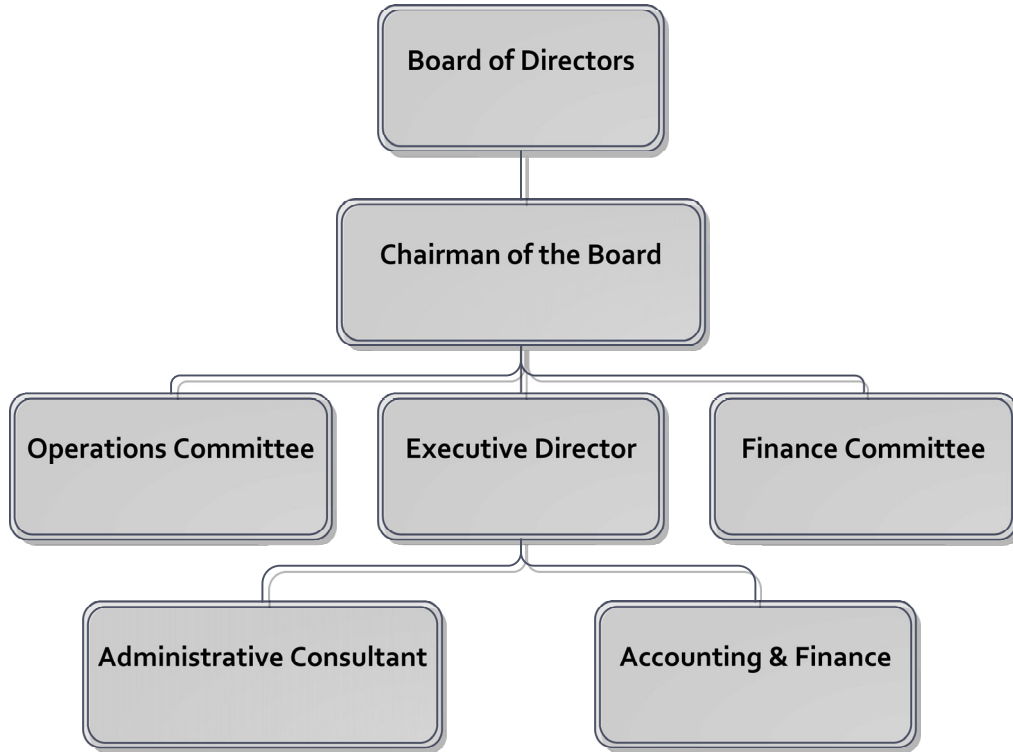 Board of Directors
Chairman of the Board
Operations Committee
Executive Director
Finance Committee
Administrative Consultant
Accounting & Finance